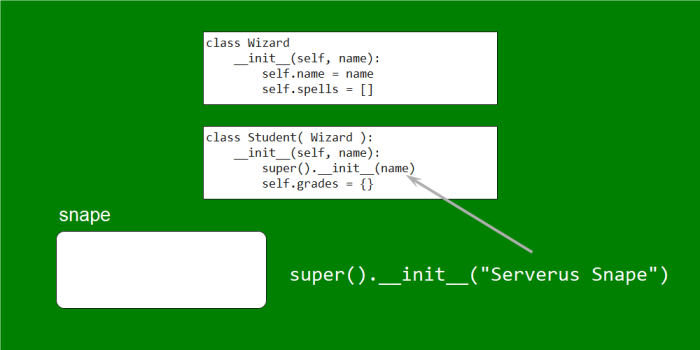 class Wizard
    __init__(self, name):
        self.name = name
        self.spells = []
class Student( Wizard ):
    __init__(self, name):
        super().__init__(name)
        self.grades = {}
snape
super().__init__("Serverus Snape")